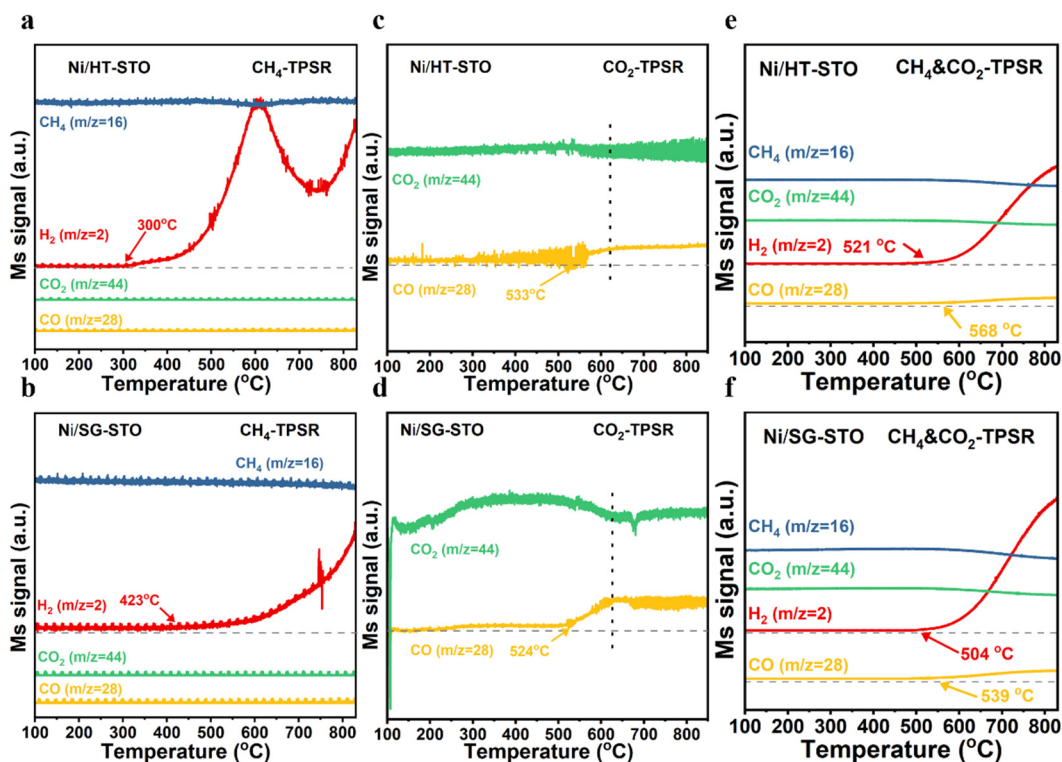 a
Ni/HT-STO CH₄-TPSR
CH₄ (m/z=16)
300°C
H₂ (m/z=2)
CO₂ (m/z=44)
CO (m/z=28)
Ms signal (a.u.)
100 200 300 400 500 600 700 800
Temperature (°C)
c
Ni/HT-STO CO₂-TPSR
CO₂ (m/z=44)
CO (m/z=28)
533°C
Ms signal (a.u.)
100 200 300 400 500 600 700 800
Temperature (°C)
e
Ni/HT-STO CH₄&CO₂-TPSR
CH₄ (m/z=16)
CO₂ (m/z=44)
H₂ (m/z=2) 521 °C
CO (m/z=28)
568 °C
Ms signal (a.u.)
100 200 300 400 500 600 700 800
Temperature (°C)
b
Ni/SG-STO CH₄-TPSR
CH₄ (m/z=16)
H₂ (m/z=2) 423°C
CO₂ (m/z=44)
CO (m/z=28)
Ms signal (a.u.)
100 200 300 400 500 600 700 800
Temperature (°C)
d
Ni/SG-STO CO₂-TPSR
CO₂ (m/z=44)
CO (m/z=28) 524°C
Ms signal (a.u.)
100 200 300 400 500 600 700 800
Temperature (°C)
f
Ni/SG-STO CH₄&CO₂-TPSR
CH₄ (m/z=16)
CO₂ (m/z=44)
H₂ (m/z=2)
504 °C
CO (m/z=28)
539 °C
Ms signal (a.u.)
100 200 300 400 500 600 700 800
Temperature (°C)